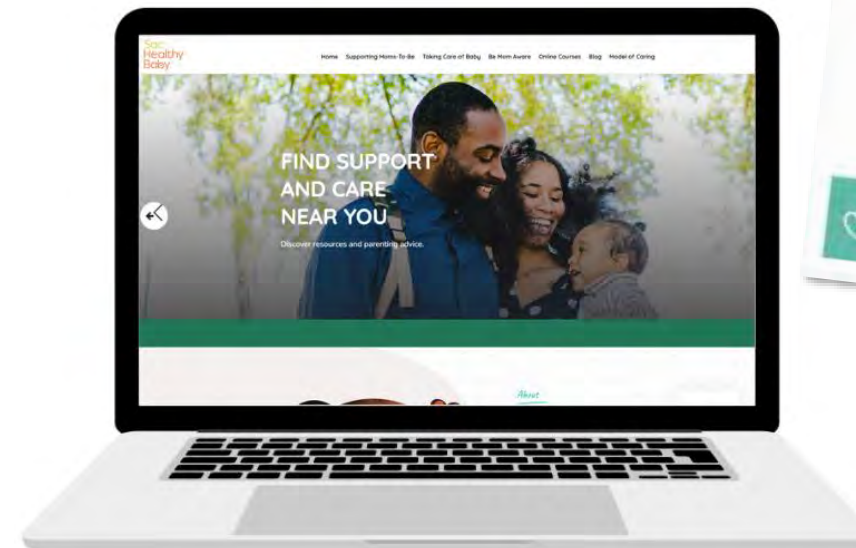 Sac
Healthy
Baby
Home Supporting Moms-To-Be Taking Care of Baby Be Mom Aware Online Courses Blog Model of Caring
FIND SUPPORT
AND CARE
NEAR YOU
Discover resources and parenting advice.
About